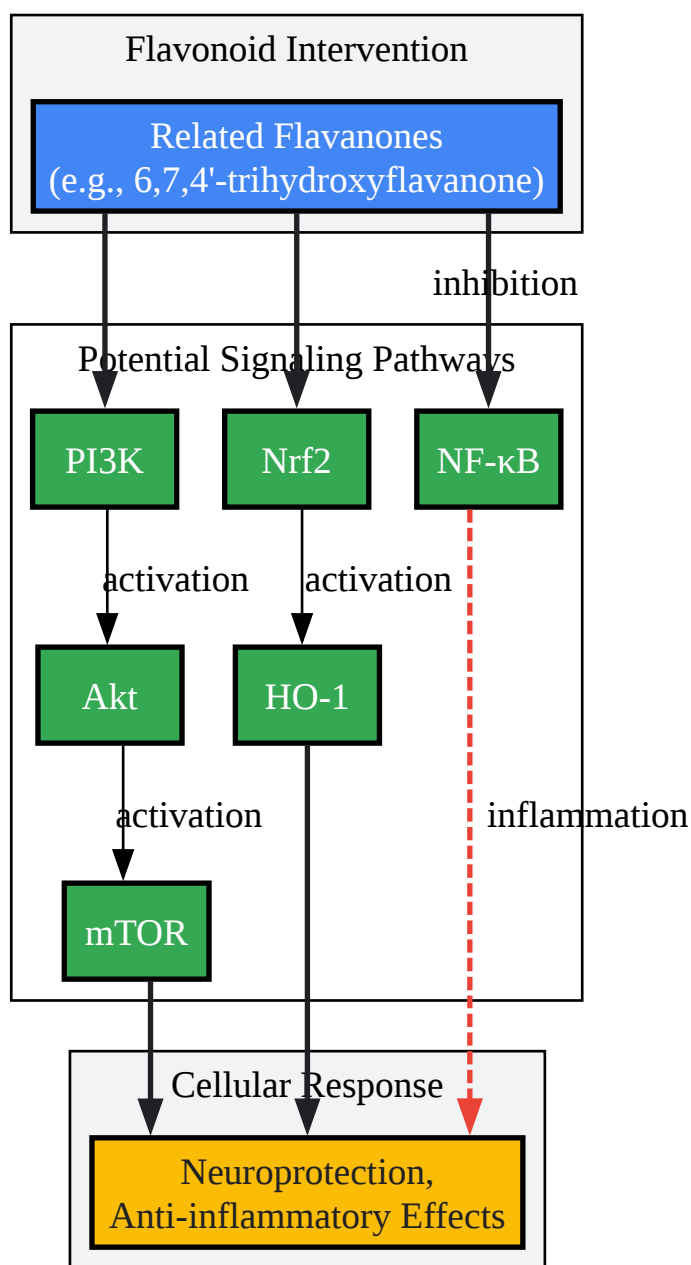 Flavonoid Intervention
Related Flavanones
(e.g., 6,7,4'-trihydroxyflavanone)
inhibition
Potential Signaling Pathways
PI3K
Nrf2
NF-κB
activation
activation
Akt
HO-1
activation
inflammation
mTOR
Cellular Response
Neuroprotection,
Anti-inflammatory Effects